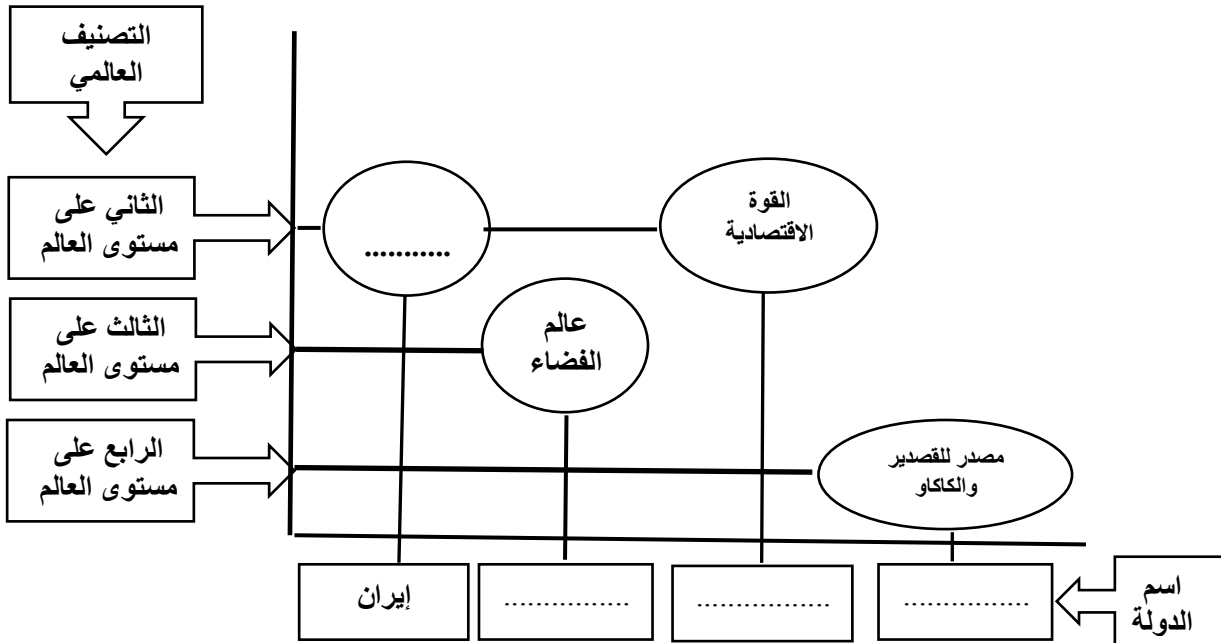 التصنيف
العالمي
الثاني على
مستوى العالم
...........
القوة
الاقتصادية
الثالث على
مستوى العالم
عالم
الفضاء
الرابع على
مستوى العالم
مصدر للقصدير
والكاكاو
إيران
................
.................
................
اسم
الدولة